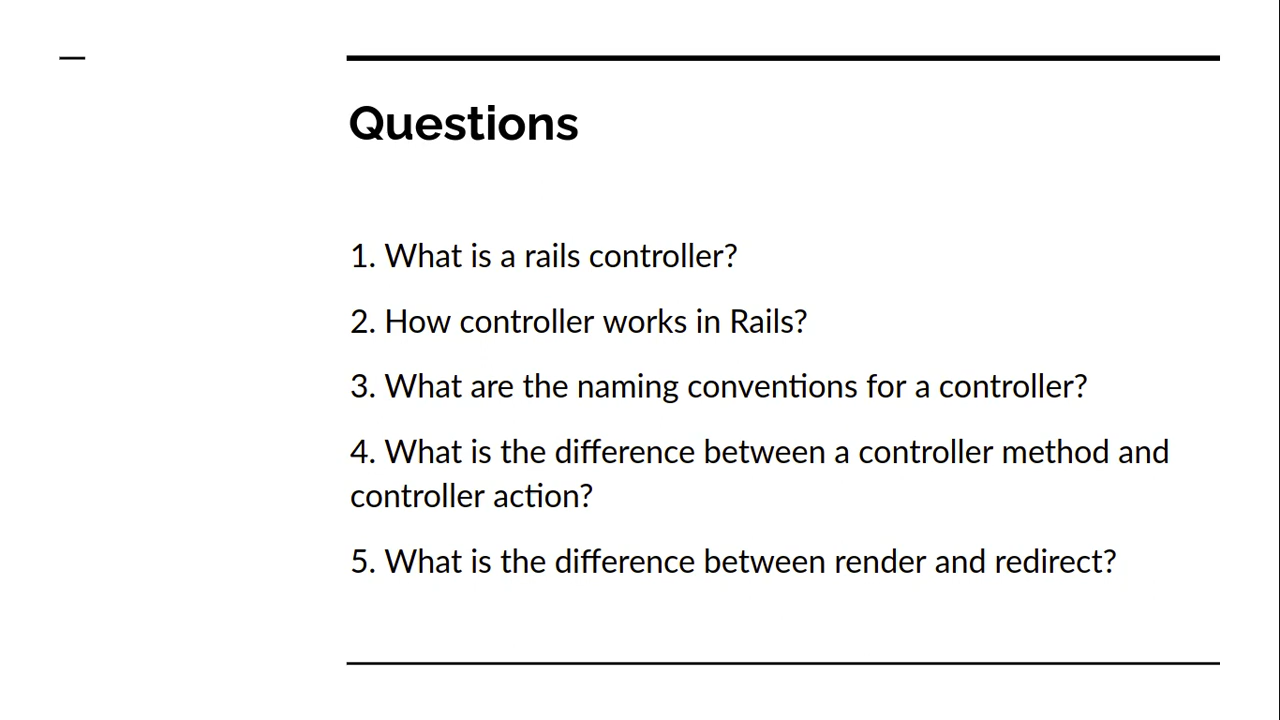 Questions
1. What is a rails controller?
2. How controller works in Rails?
3. What are the naming conventions for a controller?
4. What is the difference between a controller method and
controller action?
5. What is the difference between render and redirect?